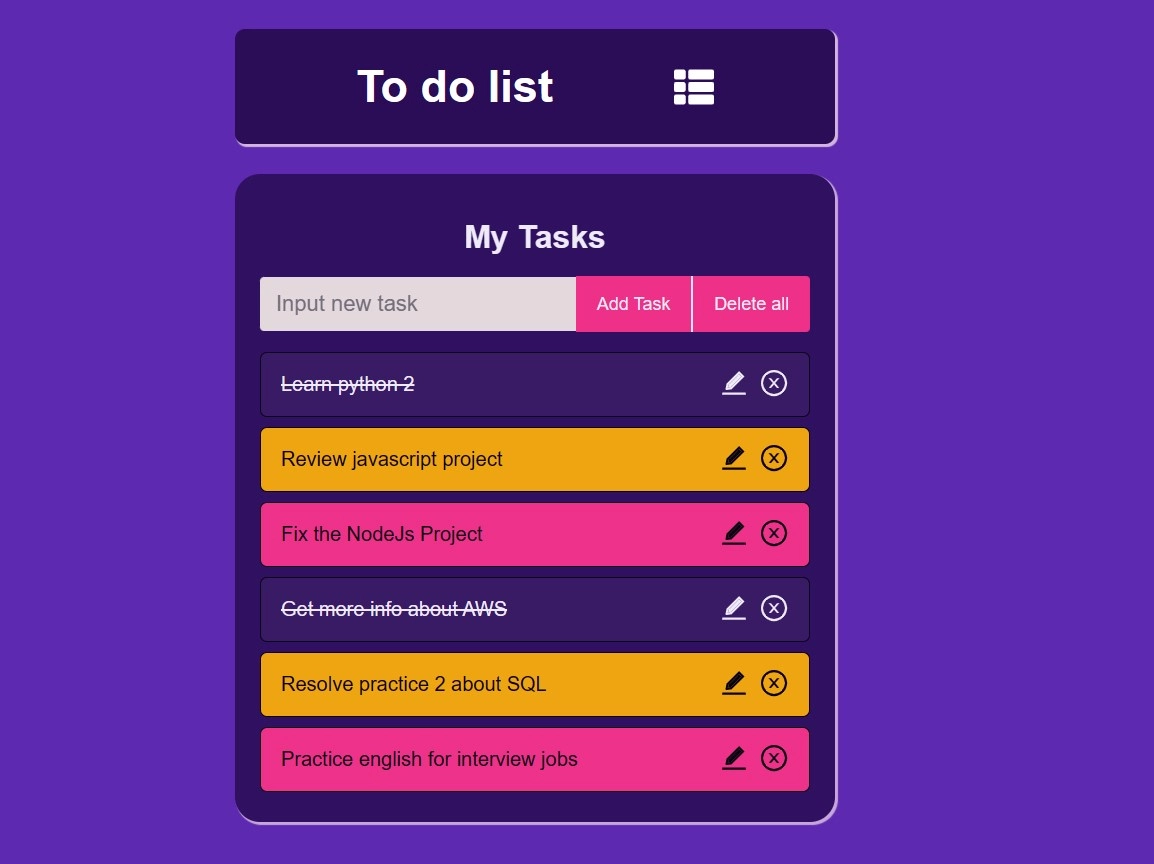 To do list
My Tasks
Input new task
Add Task
Delete all
Learn python 2
Review javascript project
Fix the NodeJs Project
Get more info about AWS
Resolve practice 2 about SQL
Practice english for interview jobs